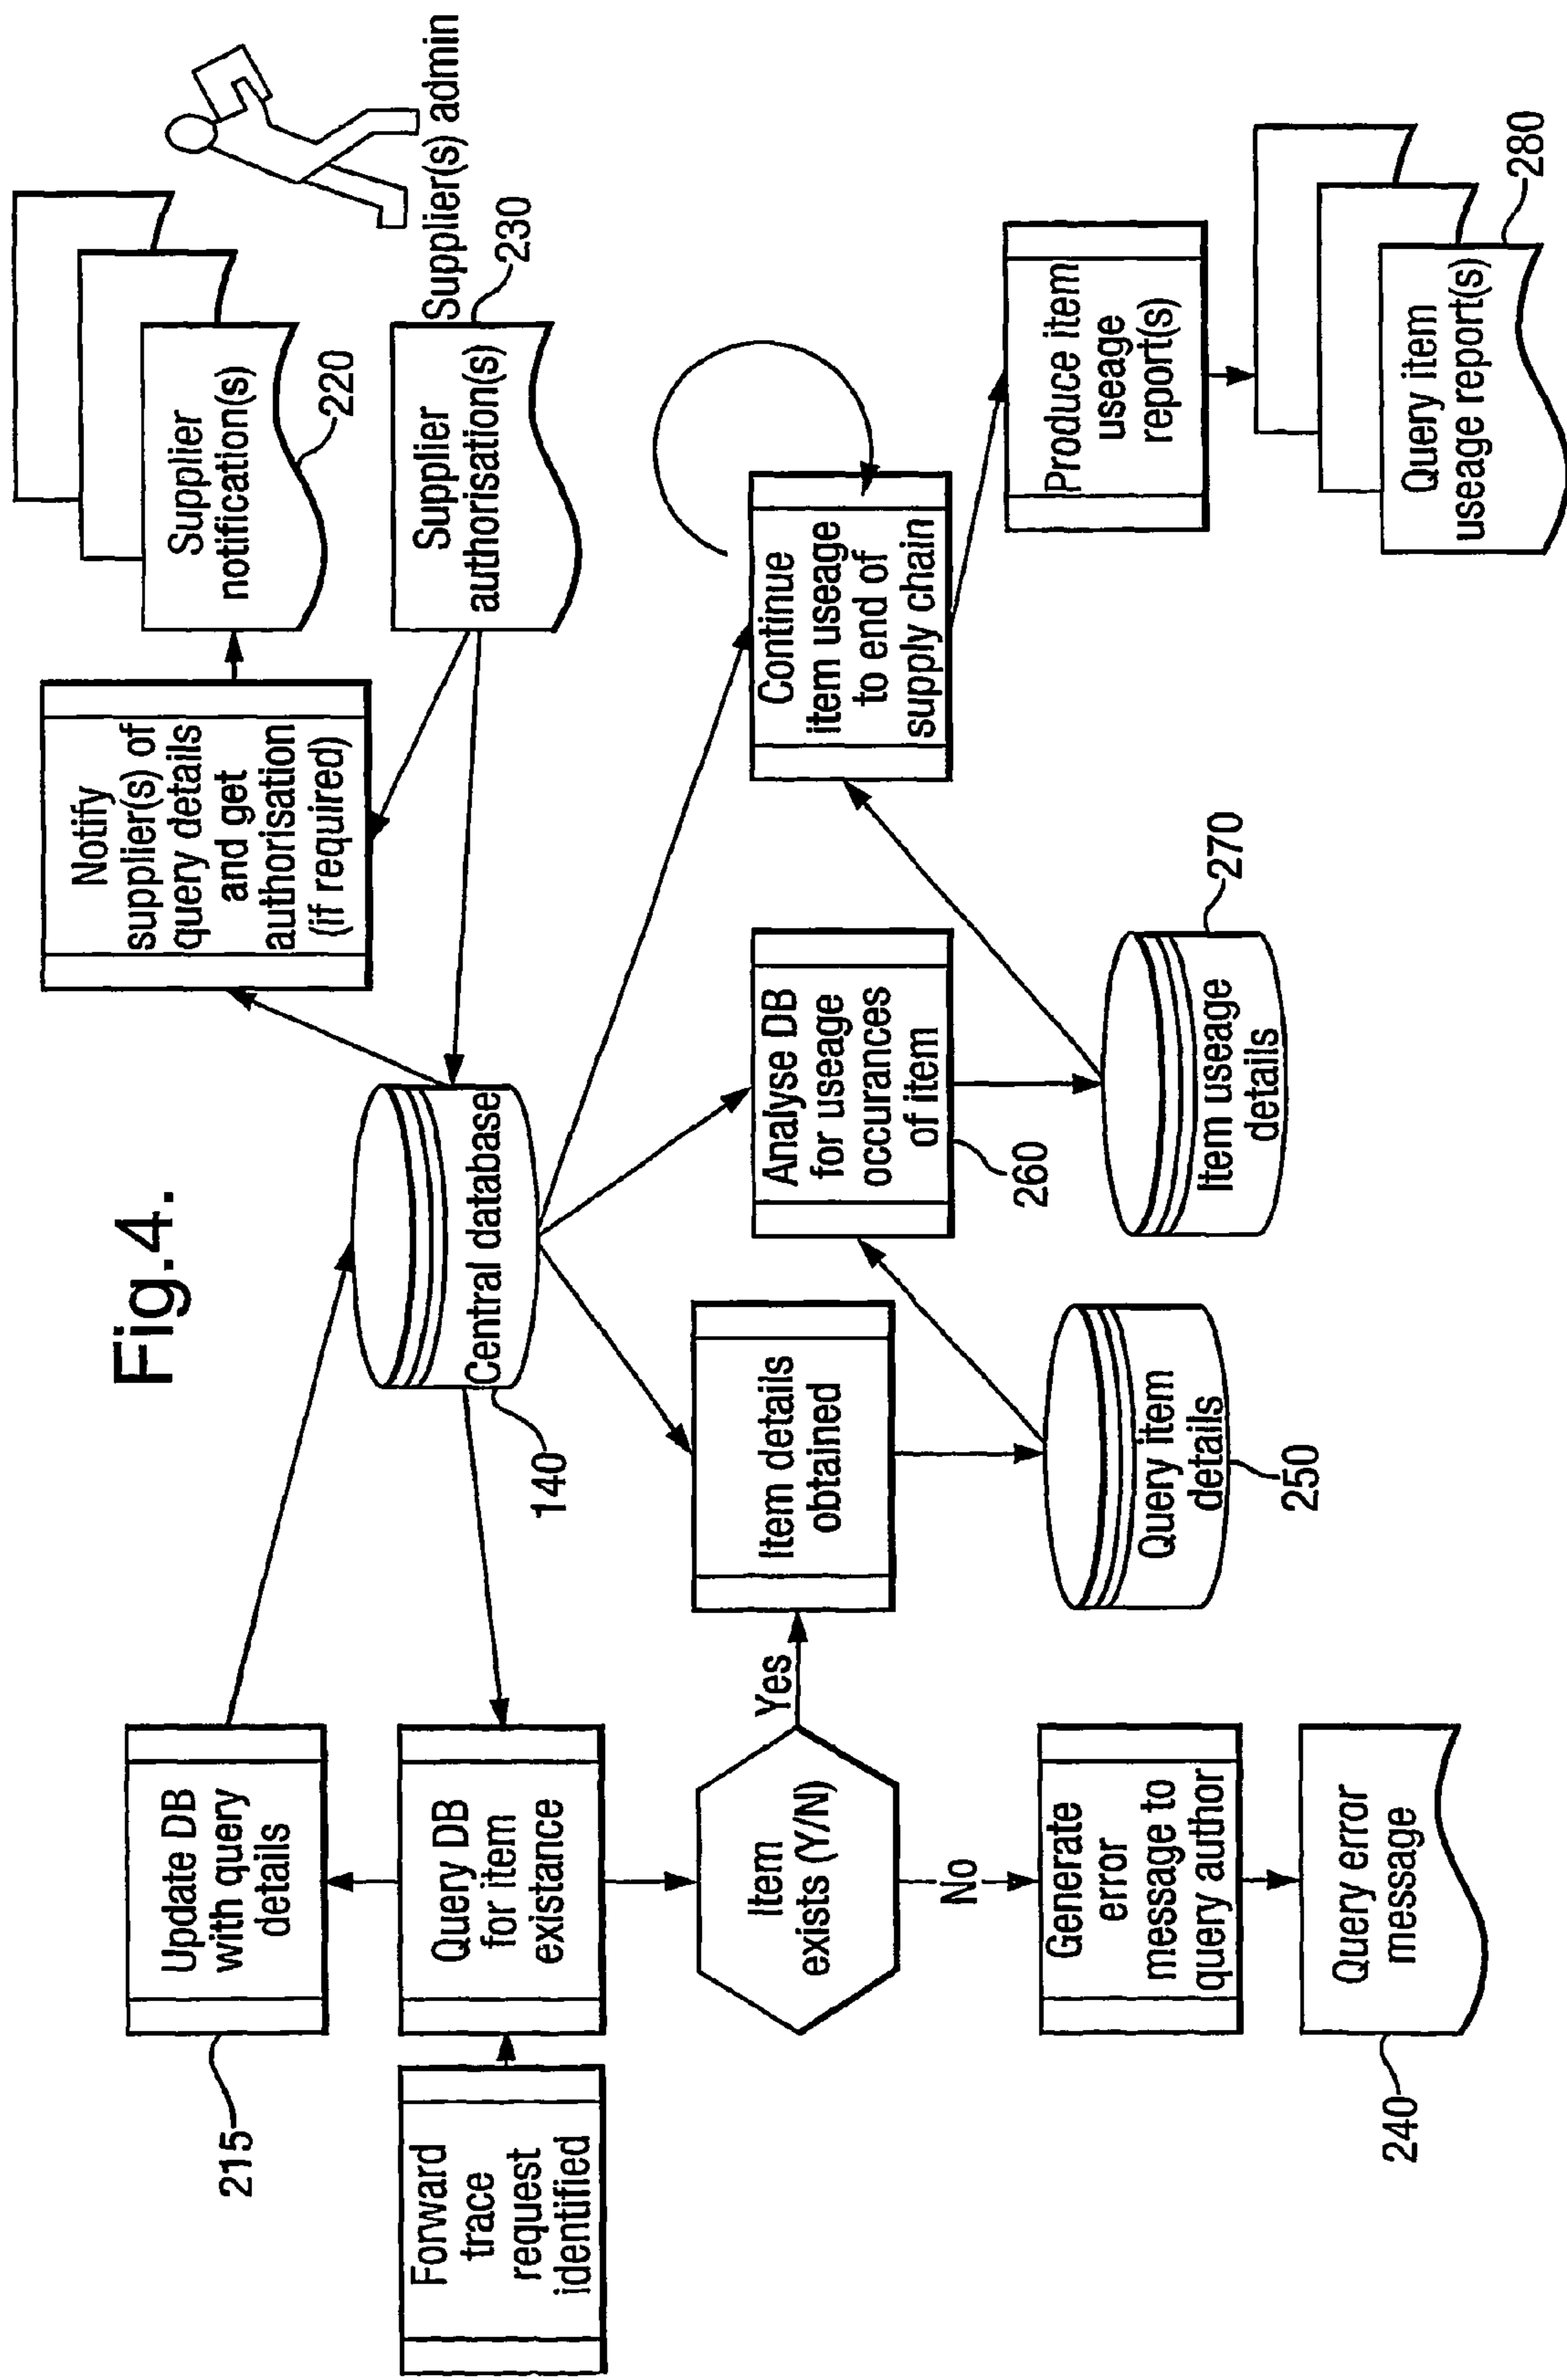 Fig.4.
Forward
trace
request
identified
Update DB
with query
details
215
Query DB
for item
existance
Item
exists (Y/N)
Yes
No
Generate
error
message to
query author
Query error
message
240
Central database
140
Notify
supplier(s) of
query details
and get
authorisation
(if required)
Supplier
notification(s)
220
Supplier(s) admin
Supplier
authorisation(s)
230
Item details
obtained
Query item
details
250
Analyse DB
for useage
occurances
of item
260
Item useage
details
270
Continue
item useage
to end of
supply chain
Produce item
useage
report(s)
Query item
useage report(s)
280